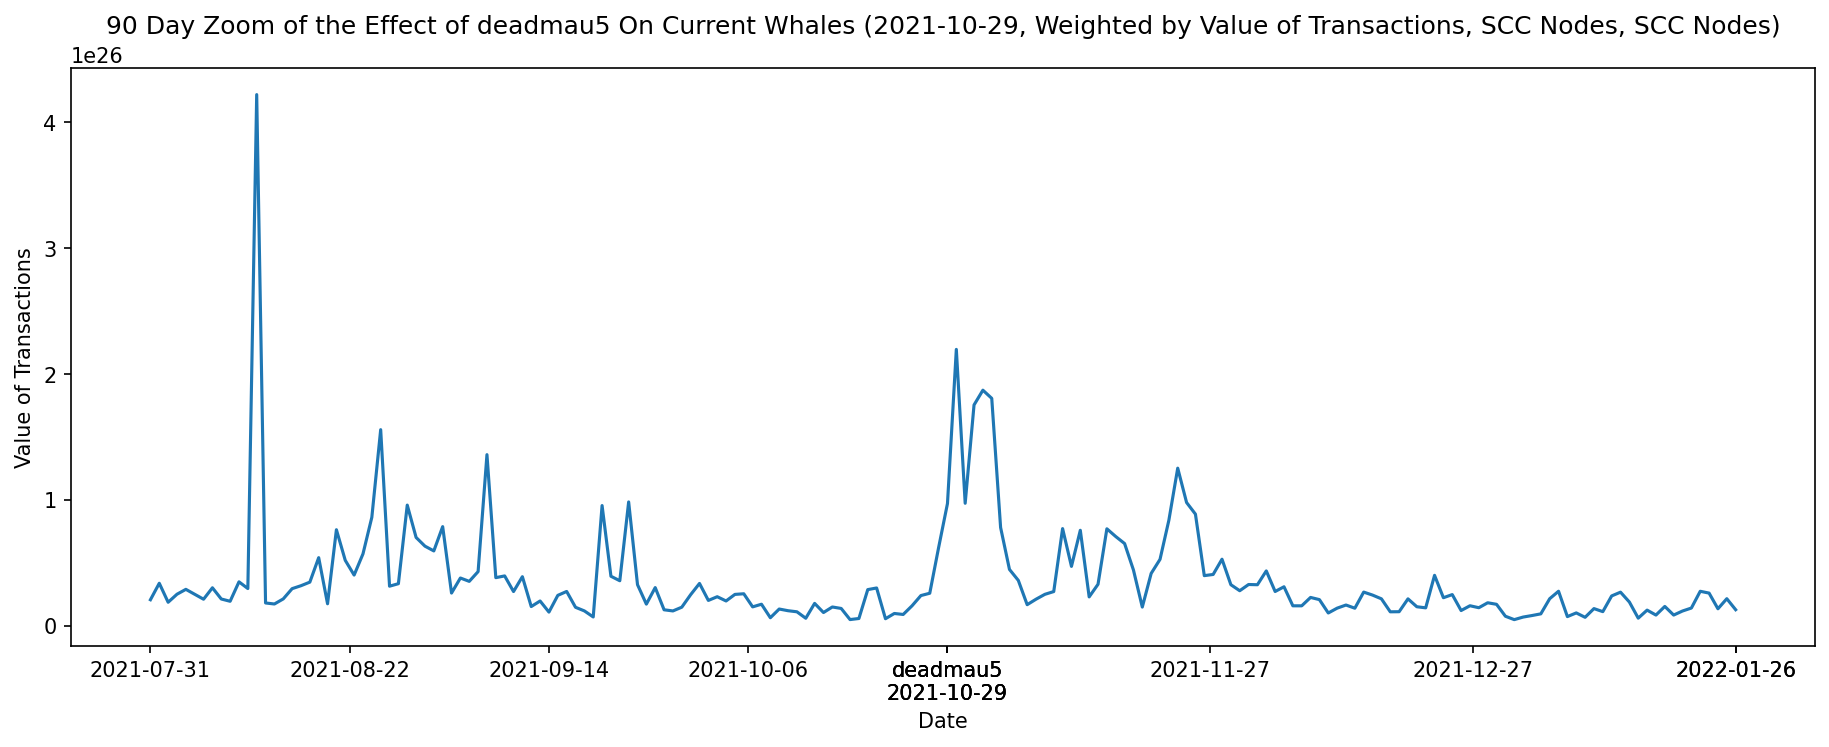 90 Day Zoom of the Effect of deadmau5 On Current Whales (2021-10-29, Weighted by Value of Transactions, SCC Nodes, SCC Nodes)
1e26
4
3
2
1
0
Value of Transactions
2021-07-31 2021-08-22 2021-09-14 2021-10-06 deadmau5 2021-11-27 2021-12-27 2022-01-26
2021-10-29
Date